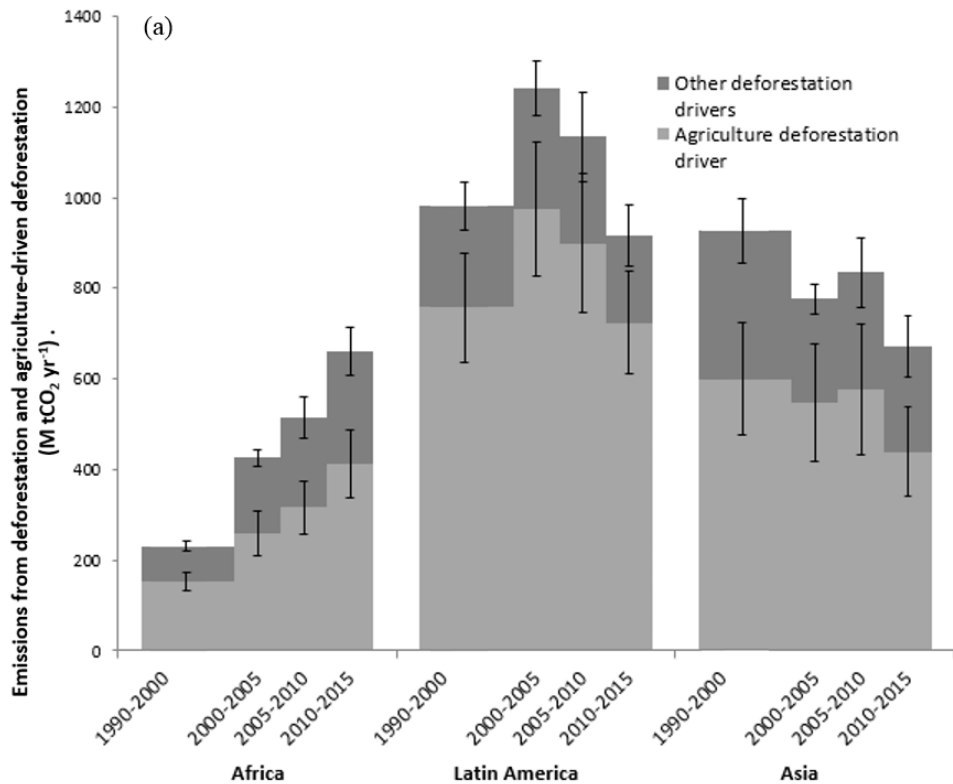 (a)
Emissions from deforestation and agriculture-driven deforestation
(M tCO₂ yr⁻¹) .
1400
1200
1000
800
600
400
200
0
Other deforestation
drivers
Agriculture deforestation
driver
1990-2000
2000-2005
2005-2010
2010-2015
1990-2000
2000-2005
2005-2010
2010-2015
1990-2000
2000-2005
2005-2010
2010-2015
Africa
Latin America
Asia